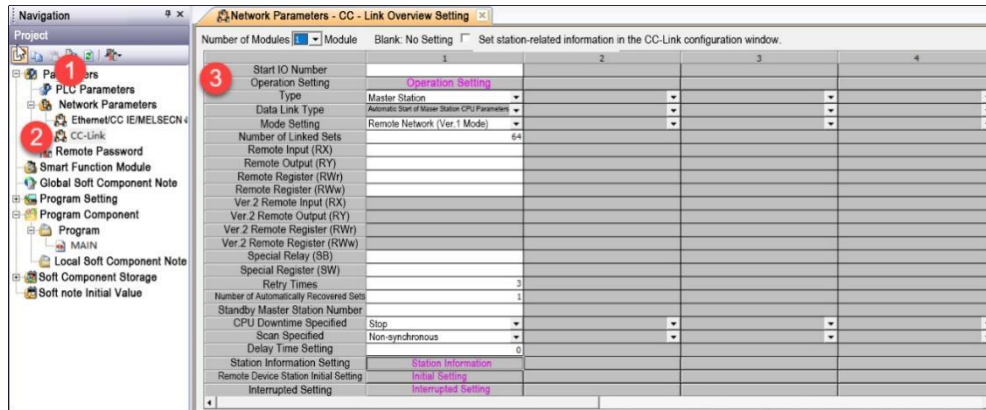 Navigation
Project
1
Parameters
PLC Parameters
Network Parameters
Ethernet/CC IE/MELSECN
2
CC-Link
Remote Password
Smart Function Module
Global Soft Component Note
Program Setting
Program Component
Program
MAIN
Local Soft Component Note
Soft Component Storage
Soft note Initial Value
Network Parameters - CC - Link Overview Setting
Number of Modules 1 Module Blank: No Setting Set station-related information in the CC-Link configuration window.
3
1 2 3 4
Start IO Number
Operation Setting Operation Setting
Type Master Station
Data Link Type Automatic Start of Maser Station CPU Parameters
Mode Setting Remote Network (Ver.1 Mode)
Number of Linked Sets 64
Remote Input (RX)
Remote Output (RY)
Remote Register (RWr)
Remote Register (RWw)
Ver.2 Remote Input (RX)
Ver.2 Remote Output (RY)
Ver.2 Remote Register (RWr)
Ver.2 Remote Register (RWw)
Special Relay (SB)
Special Register (SW)
Retry Times 3
Number of Automatically Recovered Sets 1
Standby Master Station Number
CPU Downtime Specified Stop
Scan Specified Non-synchronous
Delay Time Setting 0
Station Information Setting Station Information
Remote Device Station Initial Setting Initial Setting
Interrupted Setting Interrupted Setting